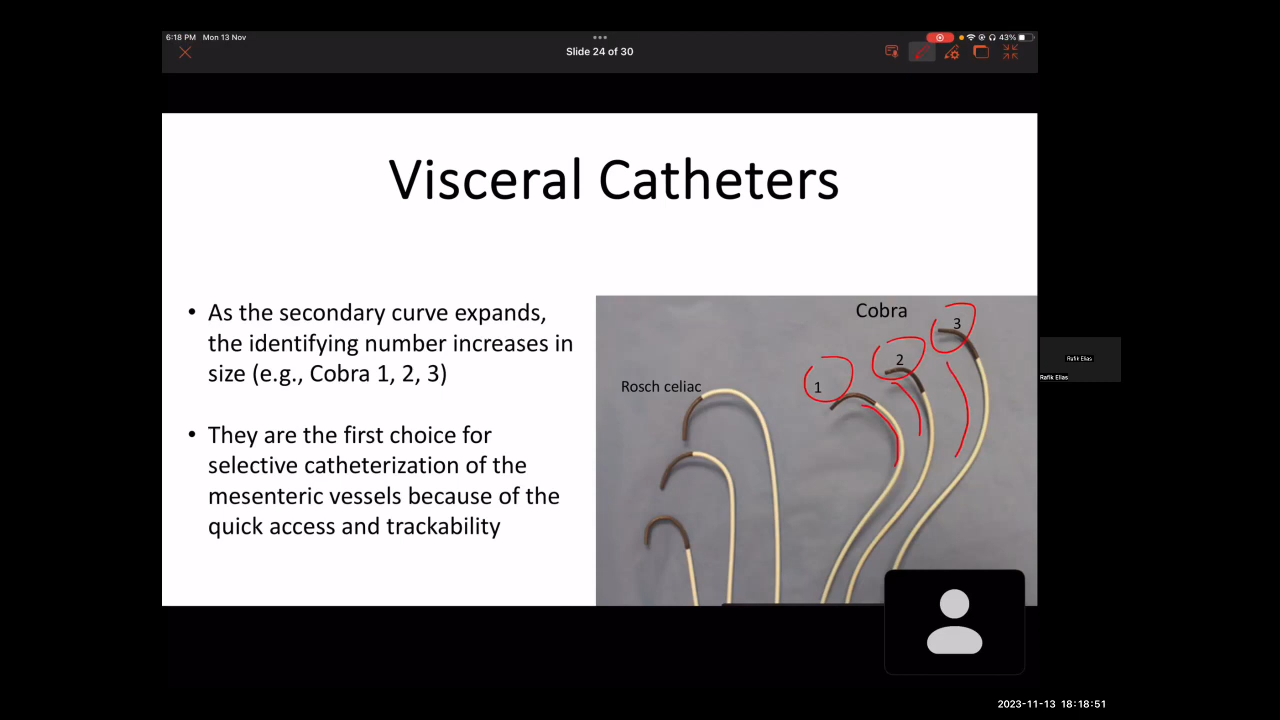 6:18 PM Mon 13 Nov
43%
Slide 24 of 30
Visceral Catheters
• As the secondary curve expands,
the identifying number increases in
size (e.g., Cobra 1, 2, 3)
• They are the first choice for
selective catheterization of the
mesenteric vessels because of the
quick access and trackability
Cobra
3
2
Rosch celiac
1
Rafik Elias
Rafik Elias
2023-11-13 18:18:51